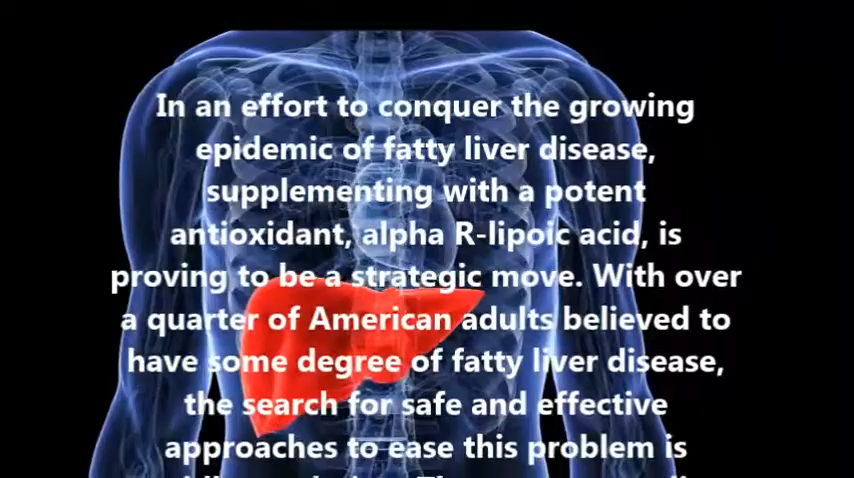 In an effort to conquer the growing
epidemic of fatty liver disease,
supplementing with a potent
antioxidant, alpha R-lipoic acid, is
proving to be a strategic move. With over
a quarter of American adults believed to
have some degree of fatty liver disease,
the search for safe and effective
approaches to ease this problem is